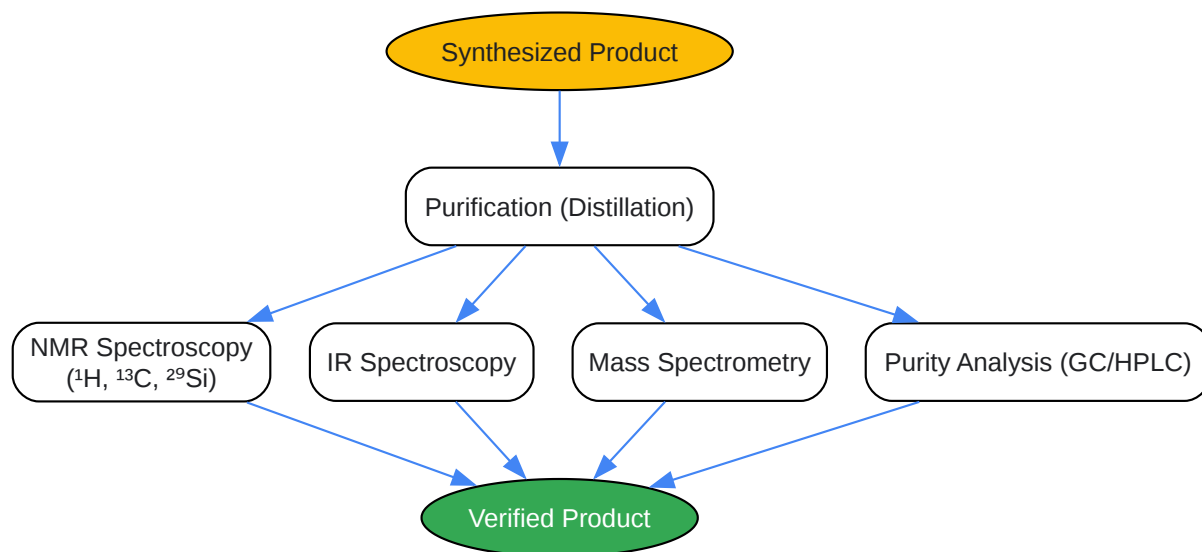 Synthesized Product
Purification (Distillation)
NMR Spectroscopy
(¹H, ¹³C, ²⁹Si)
IR Spectroscopy
Mass Spectrometry
Purity Analysis (GC/HPLC)
Verified Product